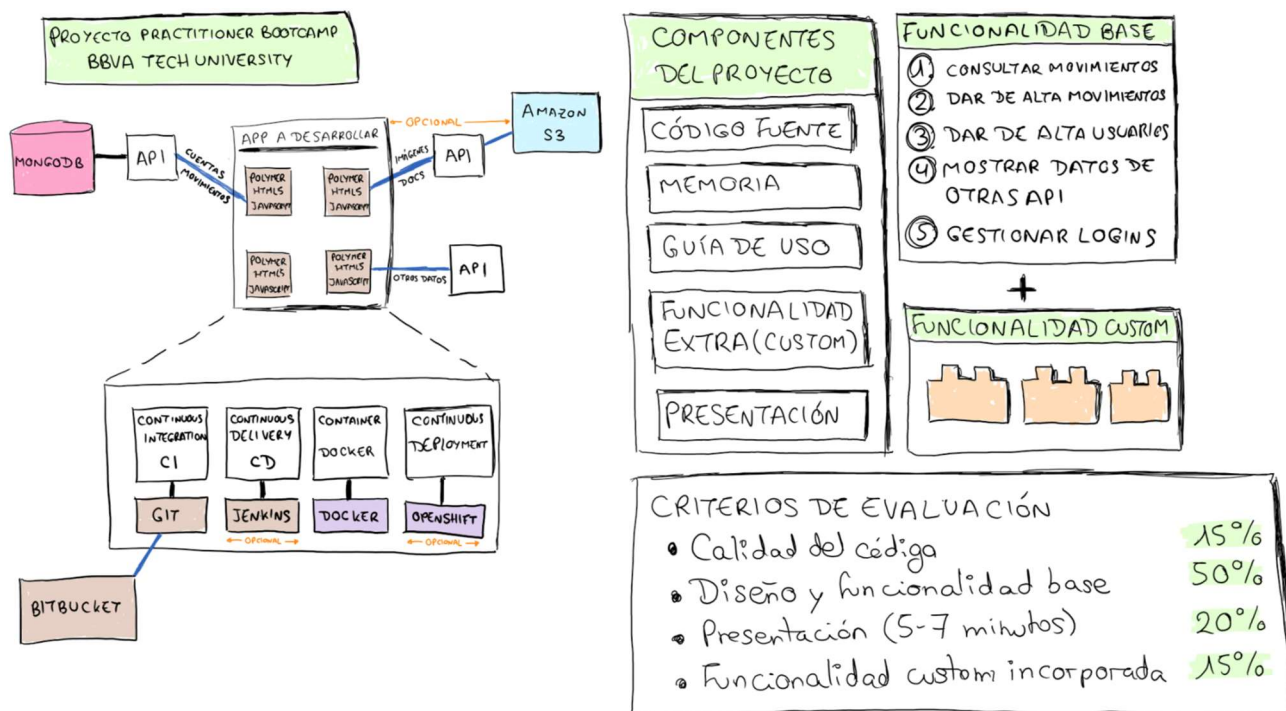 PROYECTO PRACTITIONER BOOTCAMP
BBVA TECH UNIVERSITY
MONGODB
API
CUENTAS
MOVIMIENTOS
APP A DESARROLLAR
POLYMER
HTML5
JAVASCRIPT
POLYMER
HTML5
JAVASCRIPT
POLYMER
HTML5
JAVASCRIPT
POLYMER
HTML5
JAVASCRIPT
OPCIONAL
IMÁGENES
DOCS
API
AMAZON
S3
OTROS DATOS
API
CONTINUOUS
INTEGRATION
CI
CONTINUOUS
DELIVERY
CD
CONTAINER
DOCKER
CONTINUOUS
DEPLOYMENT
GIT
JENKINS
DOCKER
OPENSHIFT
OPCIONAL
OPCIONAL
BITBUCKET
COMPONENTES
DEL PROYECTO
CÓDIGO FUENTE
MEMORIA
GUÍA DE USO
FUNCIONALIDAD
EXTRA (CUSTOM)
PRESENTACIÓN
FUNCIONALIDAD BASE
1 CONSULTAR MOVIMIENTOS
2 DAR DE ALTA MOVIMIENTOS
3 DAR DE ALTA USUARIOS
4 MOSTRAR DATOS DE
OTRAS API
5 GESTIONAR LOGINS
+
FUNCIONALIDAD CUSTOM
CRITERIOS DE EVALUACIÓN
• Calidad del código 15%
• Diseño y funcionalidad base 50%
• Presentación (5-7 minutos) 20%
• Funcionalidad custom incorporada 15%